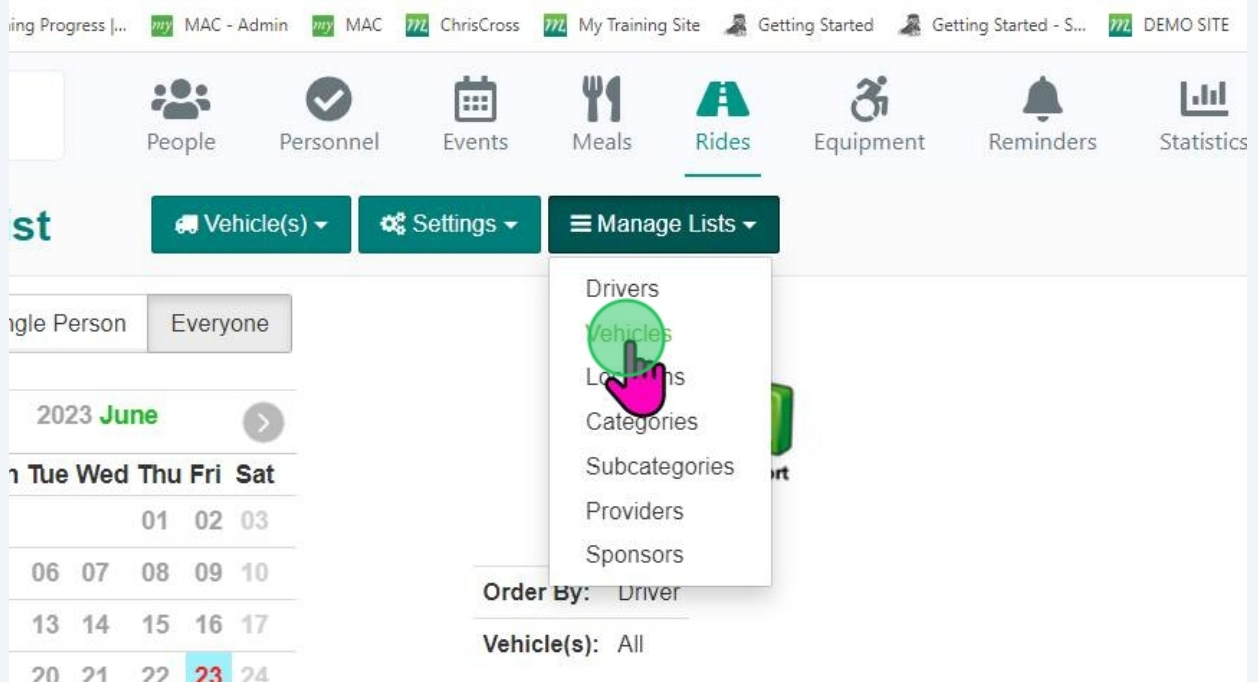 ing Progress |... my MAC - Admin my MAC m ChrisCross m My Training Site Getting Started Getting Started - S... m DEMO SITE
People Personnel Events Meals Rides Equipment Reminders Statistics
st Vehicle(s) Settings Manage Lists
Drivers
ngle Person Everyone
Vehicles
2023 June
Categories
n Tue Wed Thu Fri Sat
Subcategories
01 02 03
Providers
Sponsors
06 07 08 09 10
Order By: Driver
13 14 15 16 17
Vehicle(s): All
20 21 22 23 24